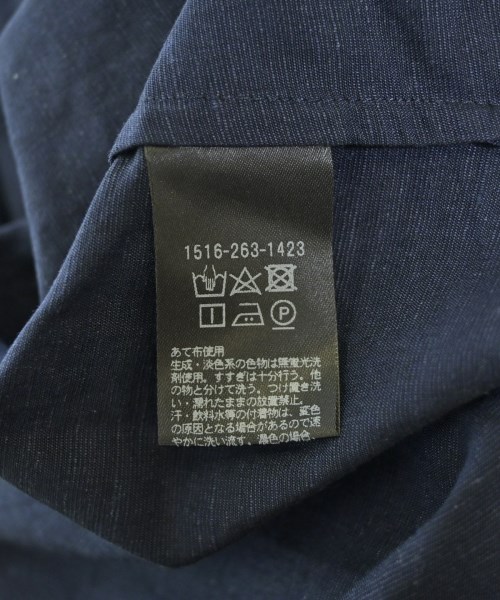 1516-263-1423
P
あて布使用
生成・淡色系の色物は無蛍光洗
剤使用。すすぎは十分行う。他
の物と分けて洗う。つけ置き洗
い・濡れたままの放置禁止。
汗・飲料水等の付着物は、変色
の原因となる場合があるので速
やかに洗い流す。濃色の場合、